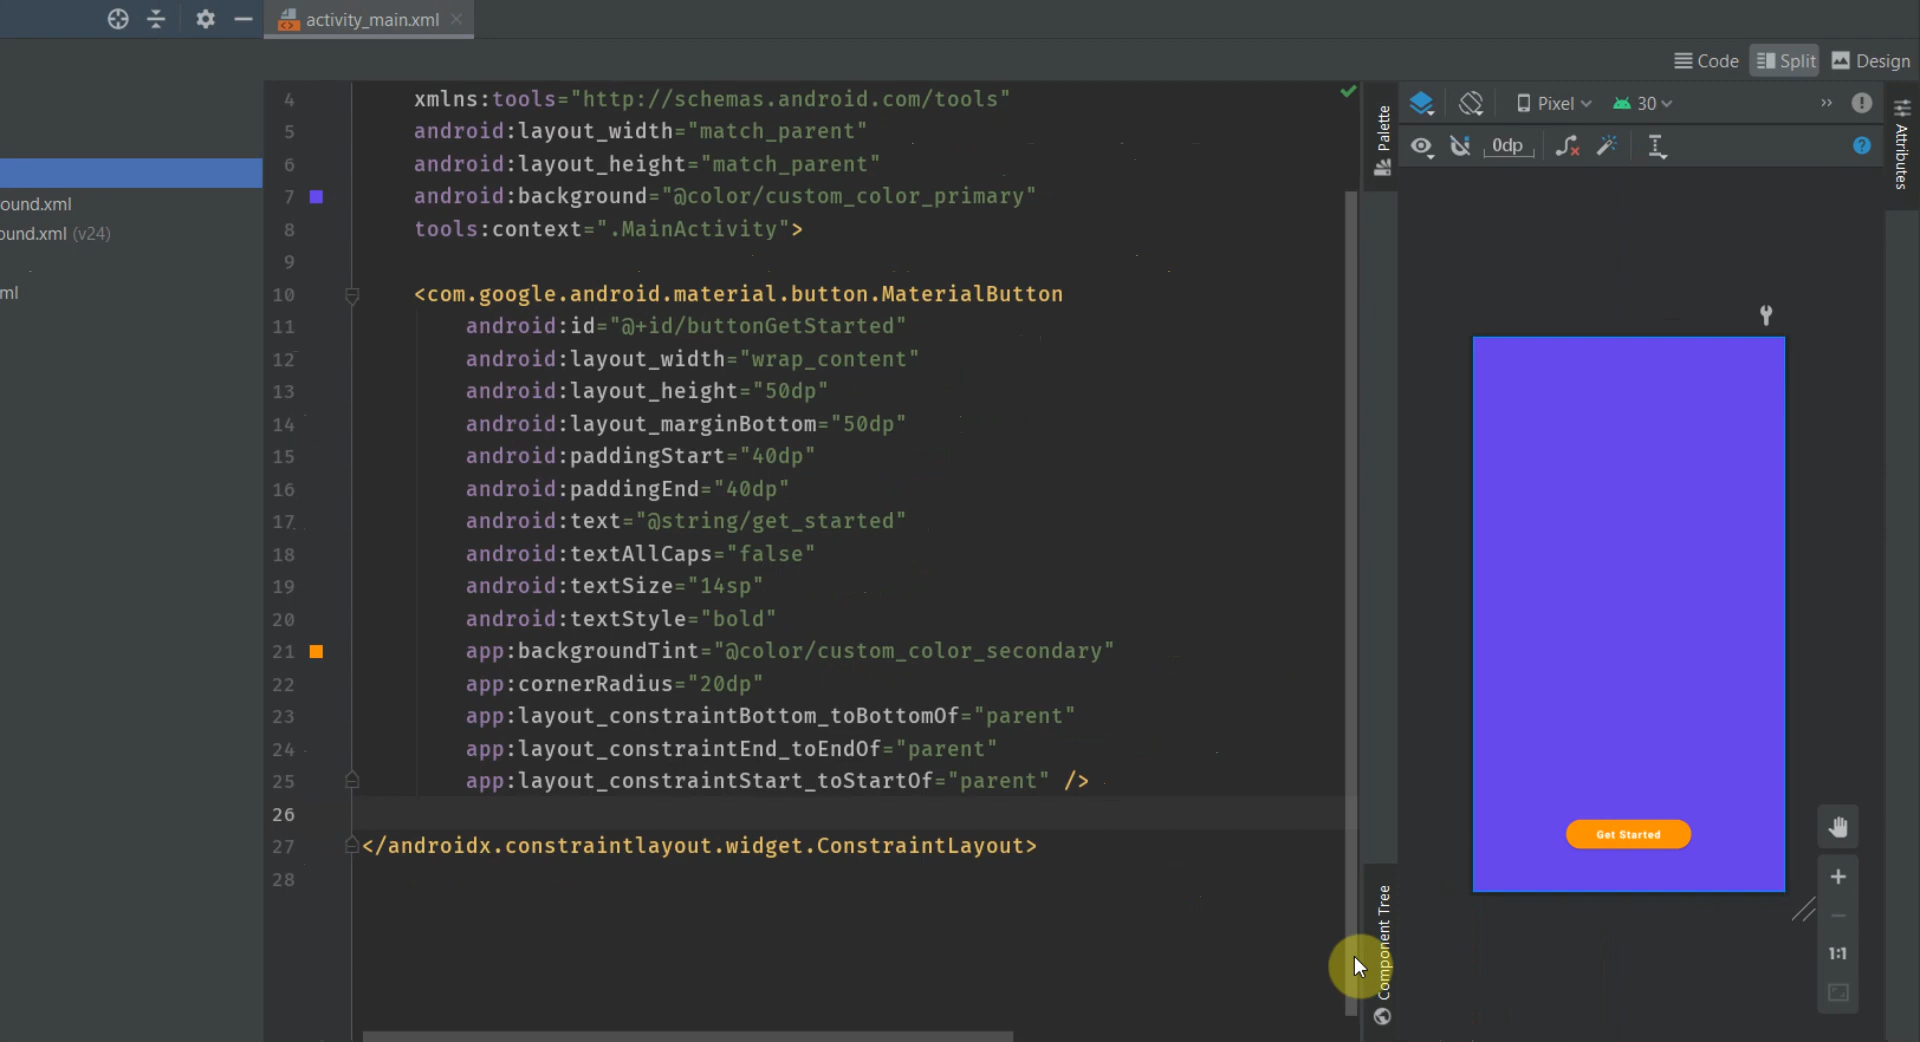 activity_main.xml
Code
Split
Design
ound.xml
ound.xml (v24)
ml
4 xmlns:tools="http://schemas.android.com/tools"
5 android:layout_width="match_parent"
6 android:layout_height="match_parent"
7 android:background="@color/custom_color_primary"
8 tools:context=".MainActivity">
9
10 <com.google.android.material.button.MaterialButton
11 android:id="@+id/buttonGetStarted"
12 android:layout_width="wrap_content"
13 android:layout_height="50dp"
14 android:layout_marginBottom="50dp"
15 android:paddingStart="40dp"
16 android:paddingEnd="40dp"
17 android:text="@string/get_started"
18 android:textAllCaps="false"
19 android:textSize="14sp"
20 android:textStyle="bold"
21 app:backgroundTint="@color/custom_color_secondary"
22 app:cornerRadius="20dp"
23 app:layout_constraintBottom_toBottomOf="parent"
24 app:layout_constraintEnd_toEndOf="parent"
25 app:layout_constraintStart_toStartOf="parent" />
26
27 </androidx.constraintlayout.widget.ConstraintLayout>
28
Palette
Component Tree
Pixel
30
0dp
Attributes
Get Started
1:1